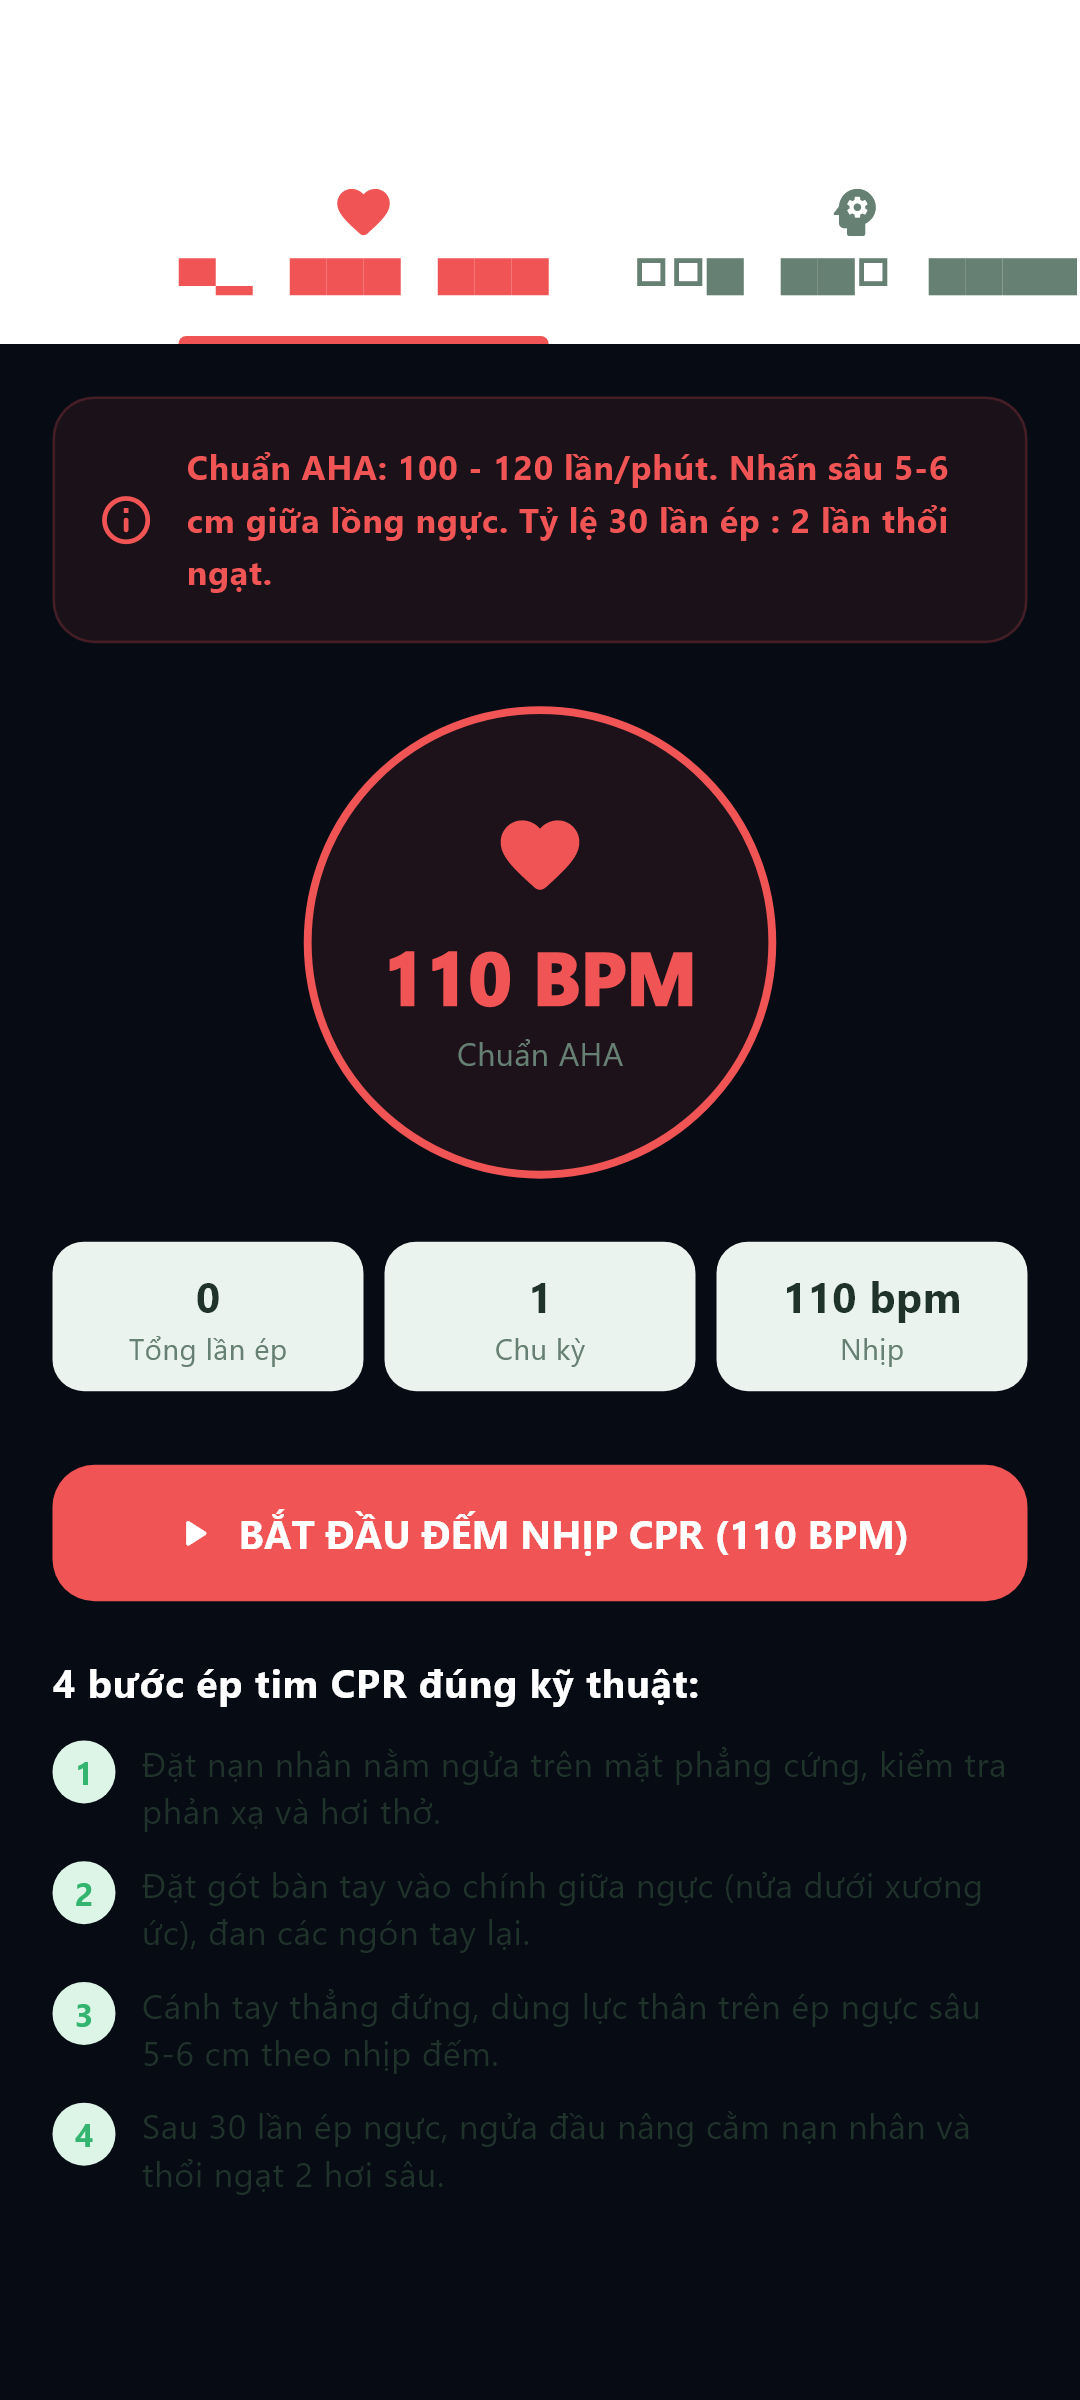 Chuẩn AHA: 100 - 120 lần/phút. Nhấn sâu 5-6
cm giữa lồng ngực. Tỷ lệ 30 lần ép : 2 lần thổi
ngạt.
110 BPM
Chuẩn AHA
0
Tổng lần ép
1
Chu kỳ
110 bpm
Nhịp
BẮT ĐẦU ĐẾM NHỊP CPR (110 BPM)
4 bước ép tim CPR đúng kỹ thuật:
1
Đặt nạn nhân nằm ngửa trên mặt phẳng cứng, kiểm tra
phản xạ và hơi thở.
2
Đặt gót bàn tay vào chính giữa ngực (nửa dưới xương
ức), đan các ngón tay lại.
3
Cánh tay thẳng đứng, dùng lực thân trên ép ngực sâu
5-6 cm theo nhịp đếm.
4
Sau 30 lần ép ngực, ngửa đầu nâng cằm nạn nhân và
thổi ngạt 2 hơi sâu.